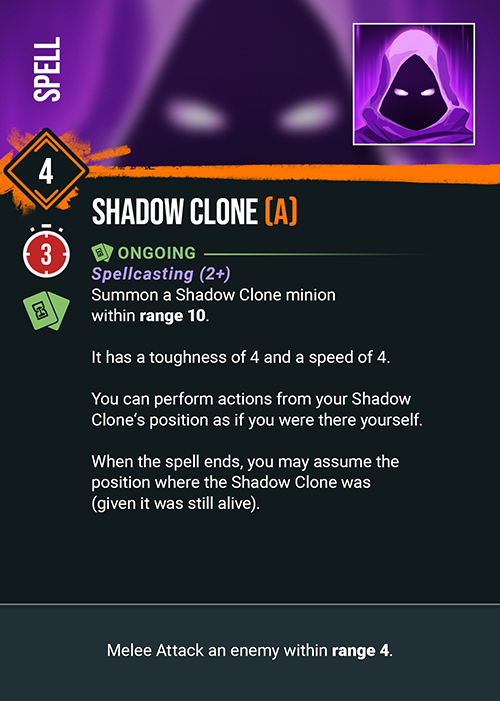 SPELL
4
SHADOW CLONE (A)
3
ONGOING
Spellcasting (2+)
Summon a Shadow Clone minion
within range 10.
It has a toughness of 4 and a speed of 4.
You can perform actions from your Shadow
Clone‘s position as if you were there yourself.
When the spell ends, you may assume the
position where the Shadow Clone was
(given it was still alive).
Melee Attack an enemy within range 4.